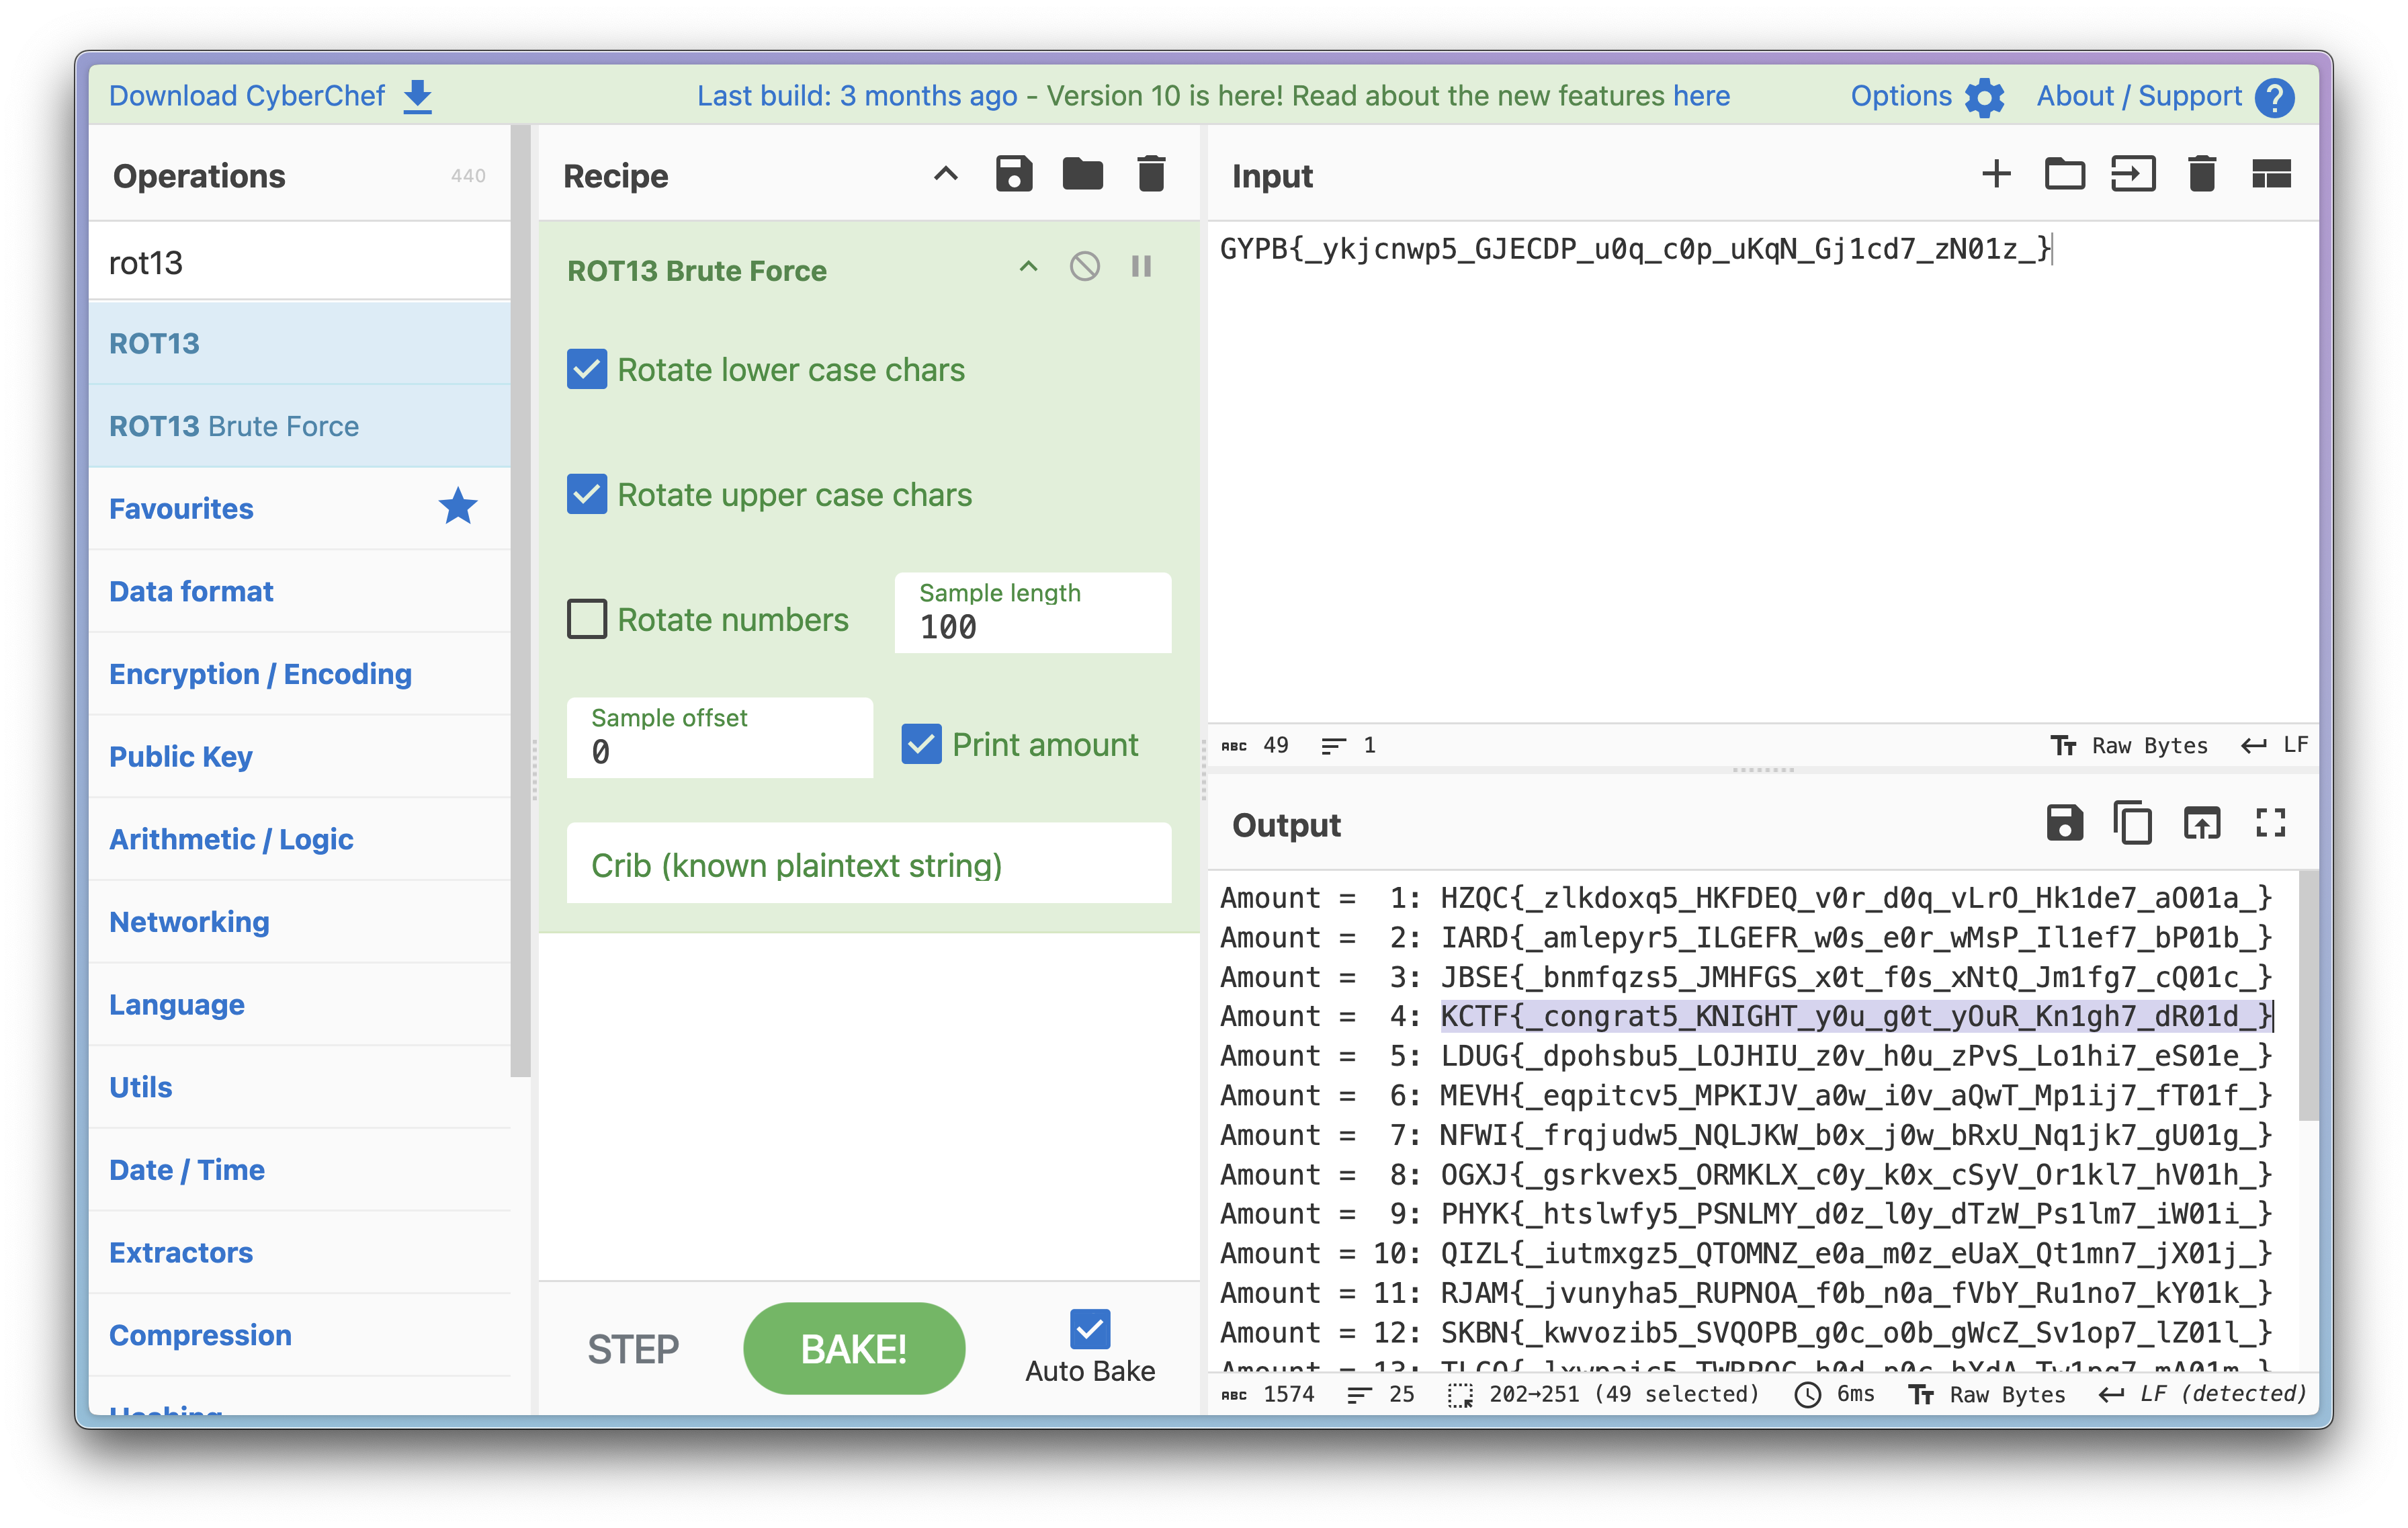 Download CyberChef
Last build: 3 months ago - Version 10 is here! Read about the new features here
Options
About / Support
Operations
440
rot13
ROT13
ROT13 Brute Force
Favourites
Data format
Encryption / Encoding
Public Key
Arithmetic / Logic
Networking
Language
Utils
Date / Time
Extractors
Compression
Hashing
Recipe
ROT13 Brute Force
Rotate lower case chars
Rotate upper case chars
Rotate numbers
Sample length
100
Sample offset
0
Print amount
Crib (known plaintext string)
STEP
BAKE!
Auto Bake
Input
GYPB{_ykjcnwp5_GJECDP_u0q_c0p_uKqN_Gj1cd7_zN01z_}
ABC 49 1
Raw Bytes LF
Output
Amount =  1: HZQC{_zlkdoxq5_HKFDEQ_v0r_d0q_vLrO_Hk1de7_aO01a_}
Amount =  2: IARD{_amlepyr5_ILGEFR_w0s_e0r_wMsP_Il1ef7_bP01b_}
Amount =  3: JBSE{_bnmfqzs5_JMHFGS_x0t_f0s_xNtQ_Jm1fg7_cQ01c_}
Amount =  4: KCTF{_congrat5_KNIGHT_y0u_g0t_yOuR_Kn1gh7_dR01d_}
Amount =  5: LDUG{_dpohsbu5_LOJHIU_z0v_h0u_zPvS_Lo1hi7_eS01e_}
Amount =  6: MEVH{_eqpitcv5_MPKIJV_a0w_i0v_aQwT_Mp1ij7_fT01f_}
Amount =  7: NFWI{_frqjudw5_NQLJKW_b0x_j0w_bRxU_Nq1jk7_gU01g_}
Amount =  8: OGXJ{_gsrkvex5_ORMKLX_c0y_k0x_cSyV_Or1kl7_hV01h_}
Amount =  9: PHYK{_htslwfy5_PSNLMY_d0z_l0y_dTzW_Ps1lm7_iW01i_}
Amount = 10: QIZL{_iutmxgz5_QTOMNZ_e0a_m0z_eUaX_Qt1mn7_jX01j_}
Amount = 11: RJAM{_jvunyha5_RUPNOA_f0b_n0a_fVbY_Ru1no7_kY01k_}
Amount = 12: SKBN{_kwvozib5_SVQOPB_g0c_o0b_gWcZ_Sv1op7_lZ01l_}
Amount = 13: TLCO{_lxwpajc5_TWRPQC_h0d_p0c_hXdA_Tw1pq7_mA01m_}
ABC 1574 25 202→251 (49 selected) 6ms Raw Bytes LF (detected)